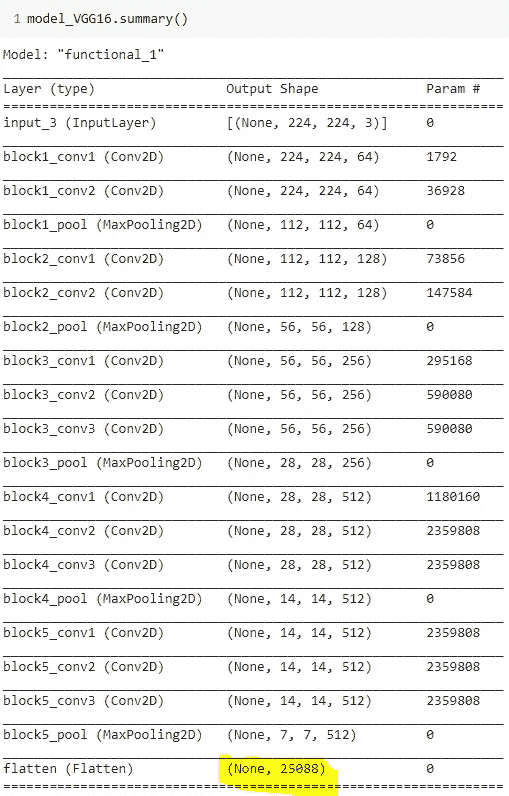 1 model_VGG16.summary()
Model: "functional_1"
Layer (type) Output Shape Param #
input_3 (InputLayer) [(None, 224, 224, 3)] 0
block1_conv1 (Conv2D) (None, 224, 224, 64) 1792
block1_conv2 (Conv2D) (None, 224, 224, 64) 36928
block1_pool (MaxPooling2D) (None, 112, 112, 64) 0
block2_conv1 (Conv2D) (None, 112, 112, 128) 73856
block2_conv2 (Conv2D) (None, 112, 112, 128) 147584
block2_pool (MaxPooling2D) (None, 56, 56, 128) 0
block3_conv1 (Conv2D) (None, 56, 56, 256) 295168
block3_conv2 (Conv2D) (None, 56, 56, 256) 590080
block3_conv3 (Conv2D) (None, 56, 56, 256) 590080
block3_pool (MaxPooling2D) (None, 28, 28, 256) 0
block4_conv1 (Conv2D) (None, 28, 28, 512) 1180160
block4_conv2 (Conv2D) (None, 28, 28, 512) 2359808
block4_conv3 (Conv2D) (None, 28, 28, 512) 2359808
block4_pool (MaxPooling2D) (None, 14, 14, 512) 0
block5_conv1 (Conv2D) (None, 14, 14, 512) 2359808
block5_conv2 (Conv2D) (None, 14, 14, 512) 2359808
block5_conv3 (Conv2D) (None, 14, 14, 512) 2359808
block5_pool (MaxPooling2D) (None, 7, 7, 512) 0
flatten (Flatten) (None, 25088) 0